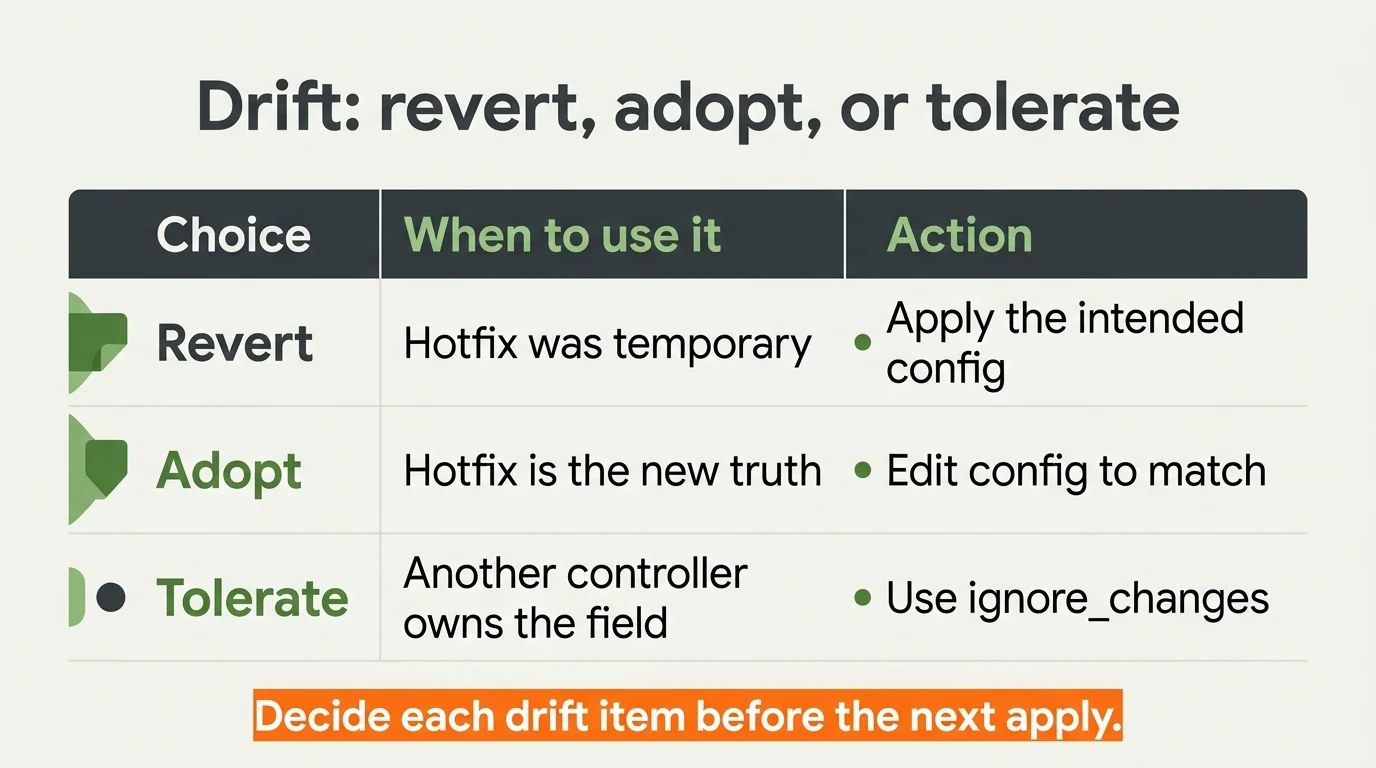 Drift: revert, adopt, or tolerate
Choice
When to use it
Action
Revert
Hotfix was temporary
Apply the intended
config
Adopt
Hotfix is the new truth
Edit config to match
Tolerate
Another controller
owns the field
Use ignore_changes
Decide each drift item before the next apply.